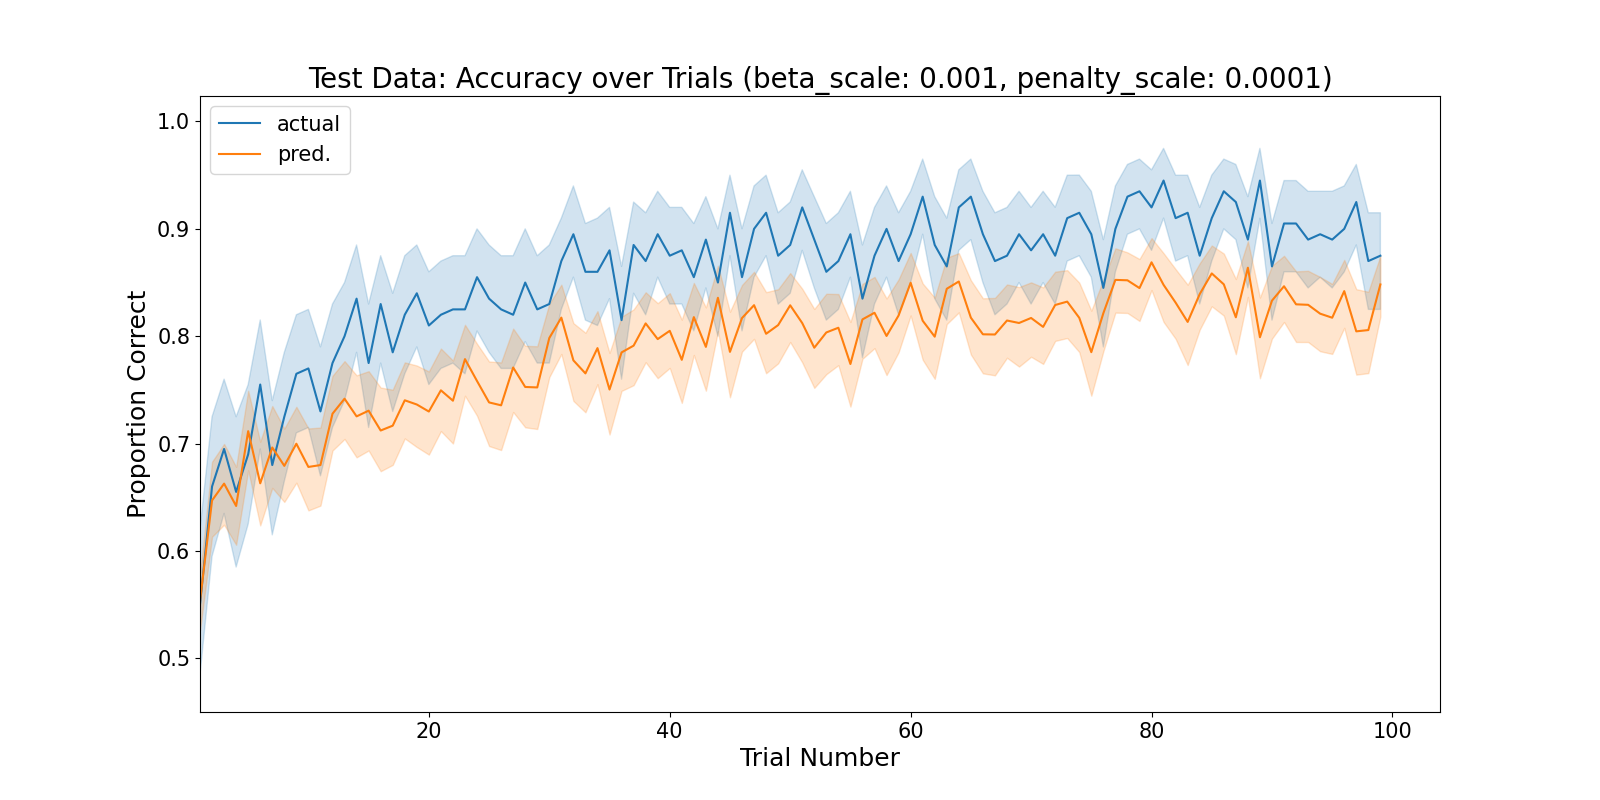 Test Data: Accuracy over Trials (beta_scale: 0.001, penalty_scale: 0.0001)
actual
pred.
1.0
0.9
0.8
0.7
0.6
0.5
Proportion Correct
20 40 60 80 100
Trial Number